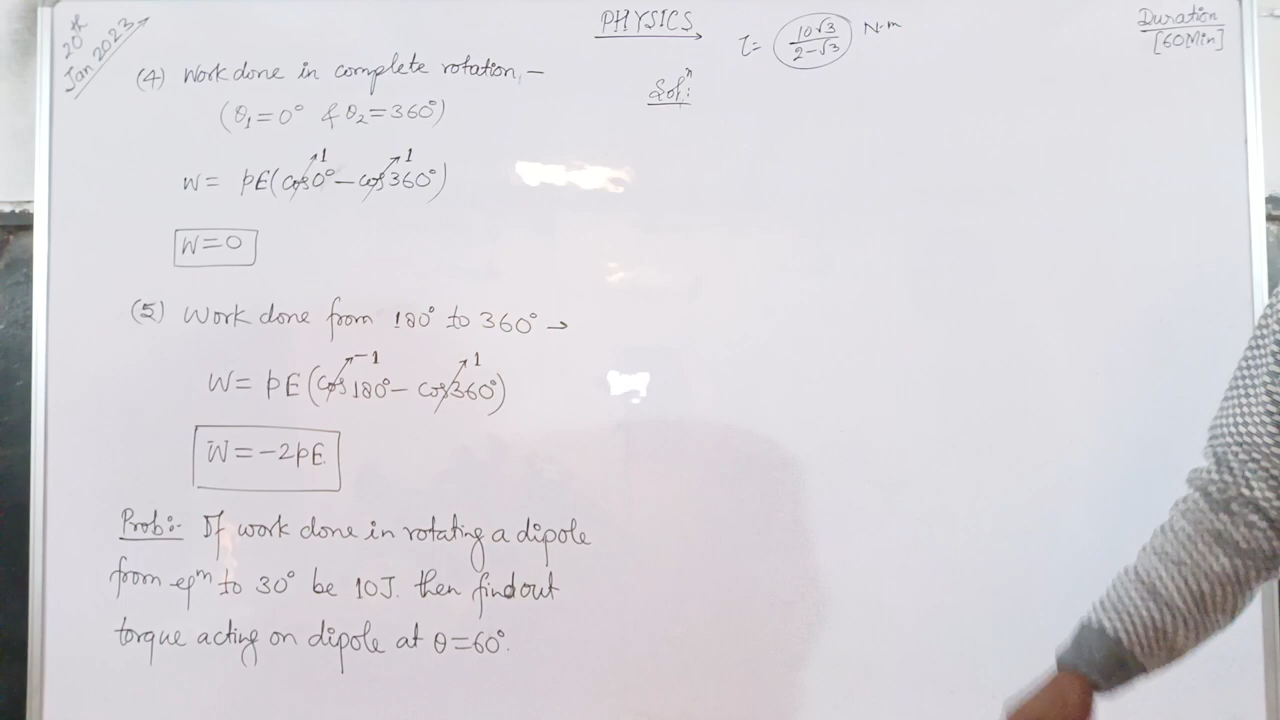 20th
Jan 2023
PHYSICS
Duration
[60Min]
(4) Work done in complete rotation,—
(θ₁=0° & θ₂=360°)
W= pE(cos0°–cos360°)
1
1
W=0
(5) Work done from 180° to 360° →
W= pE(cos180°– cos360°)
–1
1
W=–2pE
Prob:- If work done in rotating a dipole
from eqᵐ to 30° be 10J. then find out
torque acting on dipole at θ=60°.
τ= 10√3/2–√3 N-m
Solⁿ: